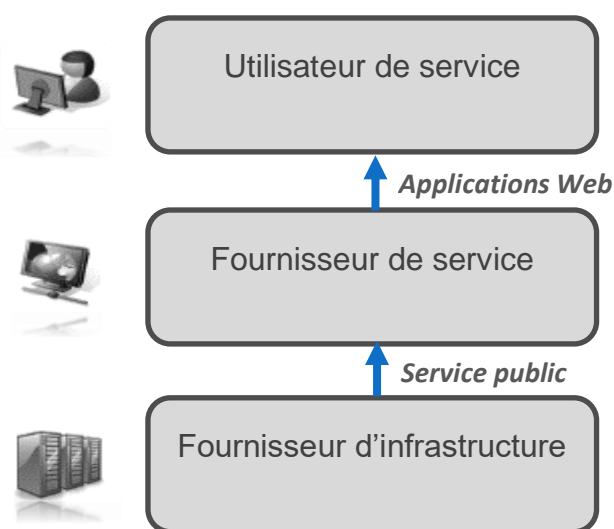 Utilisateur de service
Applications Web
Fournisseur de service
Service public
Fournisseur d’infrastructure